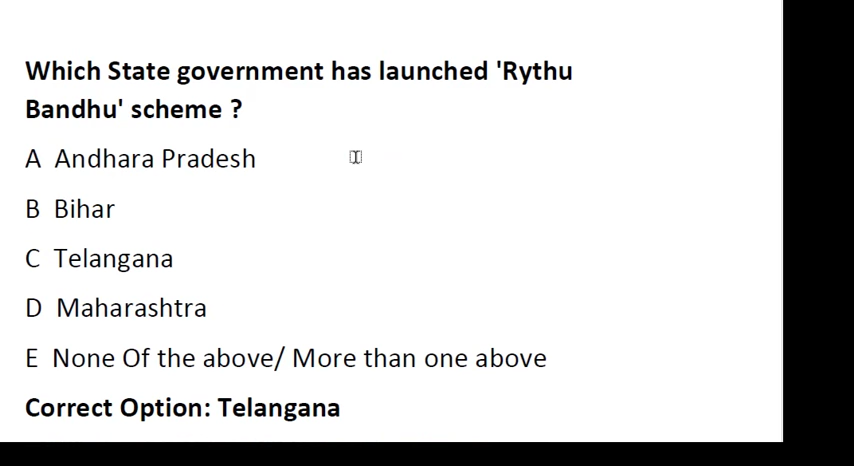 Which State government has launched 'Rythu
Bandhu' scheme ?
A Andhara Pradesh
B Bihar
C Telangana
D Maharashtra
E None Of the above/ More than one above
Correct Option: Telangana